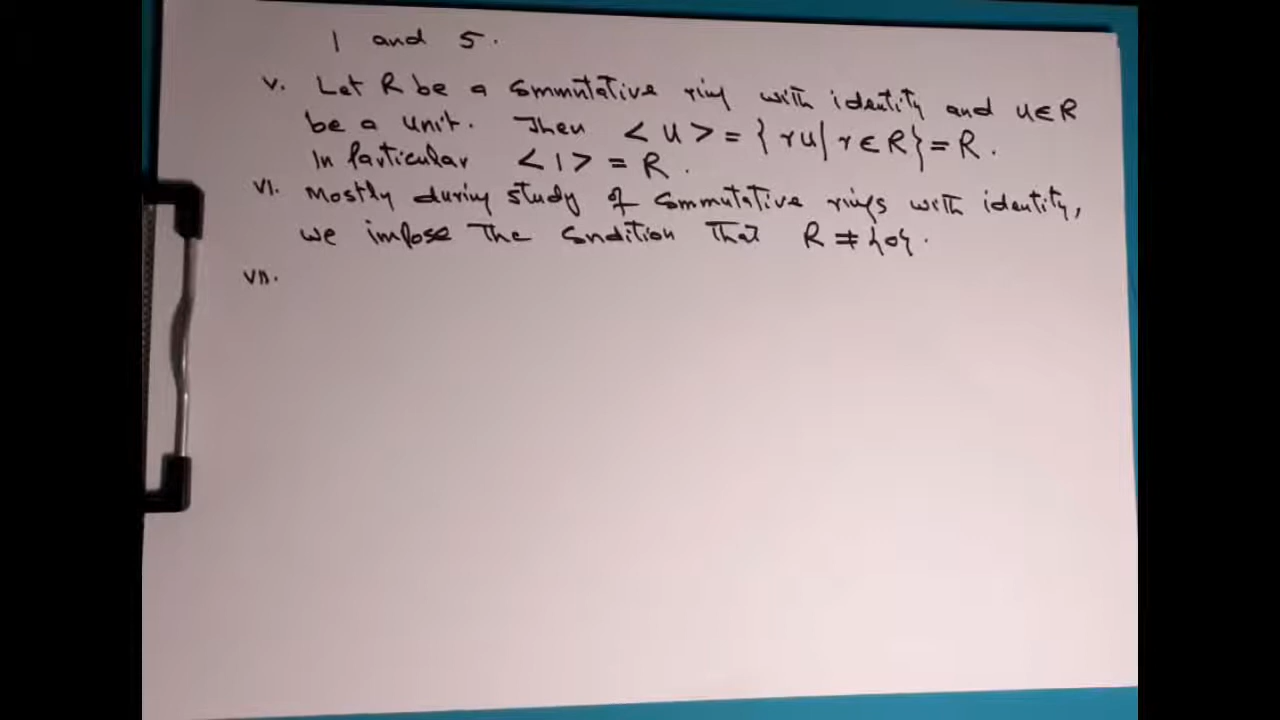 1 and 5.
v. Let R be a commutative ring with identity and u∈R
be a unit. Then <u> = {ru | r∈R} = R.
In particular <1> = R.
vi. Mostly during study of commutative rings with identity,
we impose the condition that R ≠ {0}.
vii.